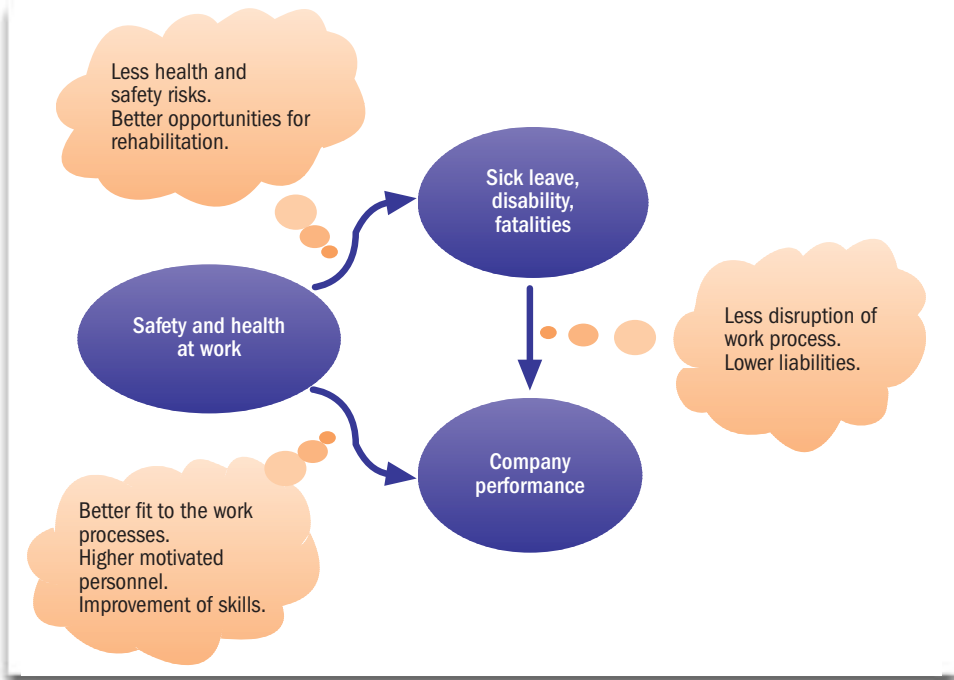 Less health and
safety risks.
Better opportunities for
rehabilitation.
Sick leave,
disability,
fatalities
Safety and health
at work
Less disruption of
work process.
Lower liabilities.
Company
performance
Better fit to the work
processes.
Higher motivated
personnel.
Improvement of skills.